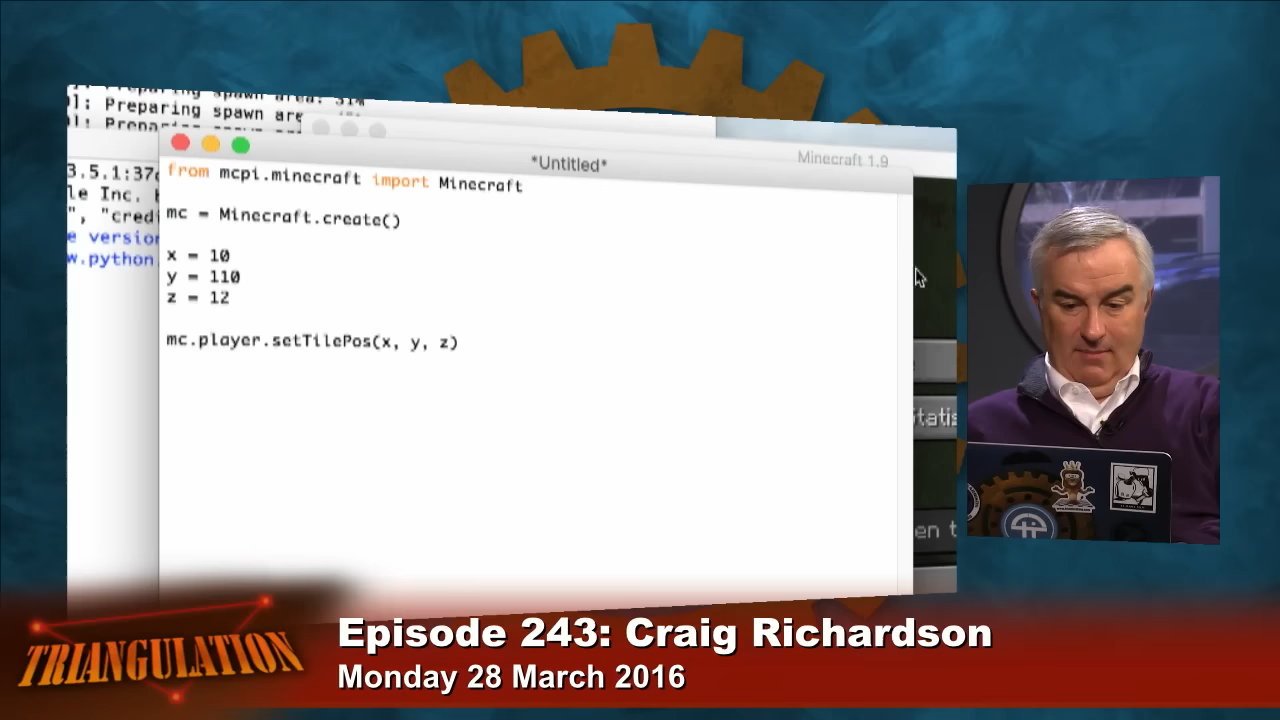 ]: Preparing spawn area: 31%
]: Preparing spawn are
]: Preparing
3.5.1:37
le Inc.
", "credi
e version
w.python.
*Untitled*
Minecraft 1.9
from mcpi.minecraft import Minecraft
mc = Minecraft.create()
x = 10
y = 110
z = 12
mc.player.setTilePos(x, y, z)
Statis
en t
TRIANGULATION
Episode 243: Craig Richardson
Monday 28 March 2016